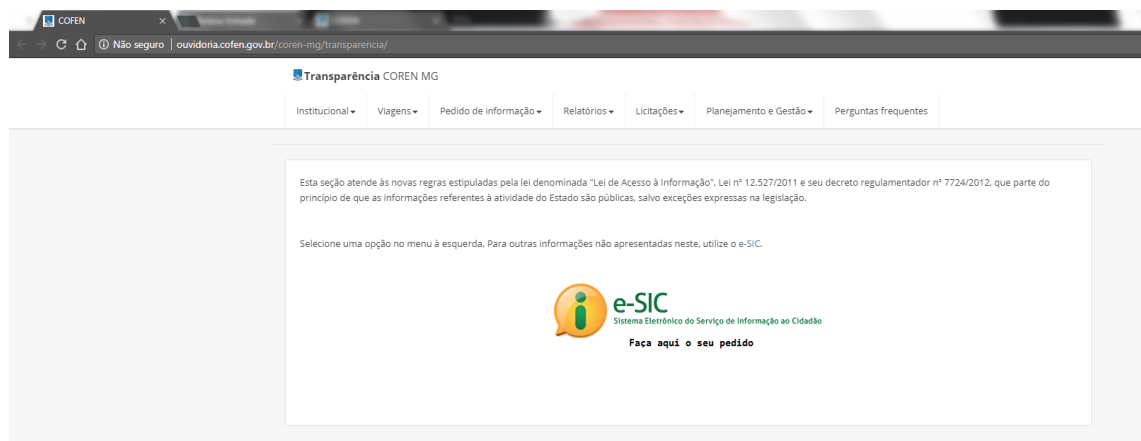 COFEN
Não seguro | ouvidoria.cofen.gov.br/coren-mg/transparencia/
Transparência COREN MG
Institucional Viagens Pedido de informação Relatórios Licitações Planejamento e Gestão Perguntas frequentes
Esta seção atende às novas regras estipuladas pela lei denominada "Lei de Acesso à Informação", Lei nº 12.527/2011 e seu decreto regulamentador nº 7724/2012, que parte do
princípio de que as informações referentes à atividade do Estado são públicas, salvo exceções expressas na legislação.
Selecione uma opção no menu à esquerda. Para outras informações não apresentadas neste, utilize o e-SIC.
e-SIC
Sistema Eletrônico do Serviço de Informação ao Cidadão
Faça aqui o seu pedido